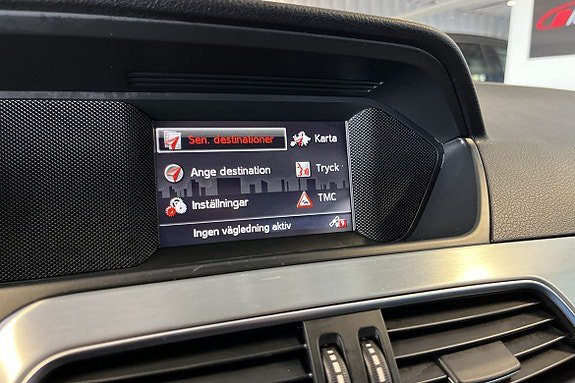 Sen. destinationer
Karta
Ange destination
Tryck
Inställningar
TMC
Ingen vägledning aktiv